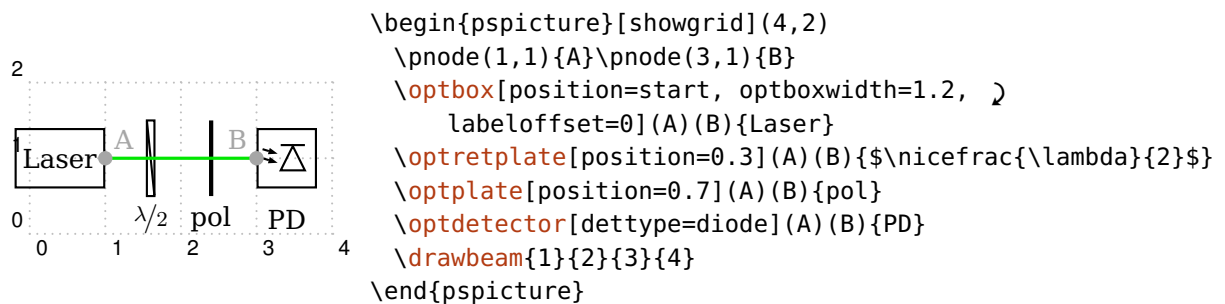 2
1
0
Laser
A
B
λ/2
pol
PD
0
1
2
3
4
\begin{pspicture}[showgrid](4,2)
\pnode(1,1){A}\pnode(3,1){B}
\optbox[position=start, optboxwidth=1.2,
labeloffset=0](A)(B){Laser}
\optretplate[position=0.3](A)(B){$\nicefrac{\lambda}{2}$}
\optplate[position=0.7](A)(B){pol}
\optdetector[dettype=diode](A)(B){PD}
\drawbeam{1}{2}{3}{4}
\end{pspicture}